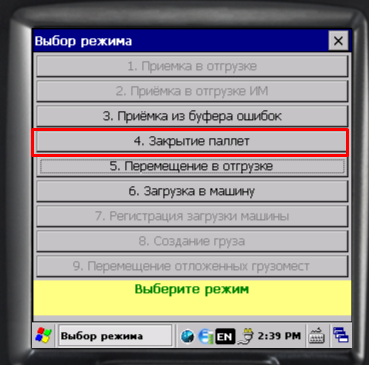 Выбор режима
1. Приемка в отгрузке
2. Приёмка в отгрузке ИМ
3. Приёмка из буфера ошибок
4. Закрытие паллет
5. Перемещение в отгрузке
6. Загрузка в машину
7. Регистрация загрузки машины
8. Создание груза
9. Перемещение отложенных грузомест
Выберите режим
Выбор режима EN 2:39 PM